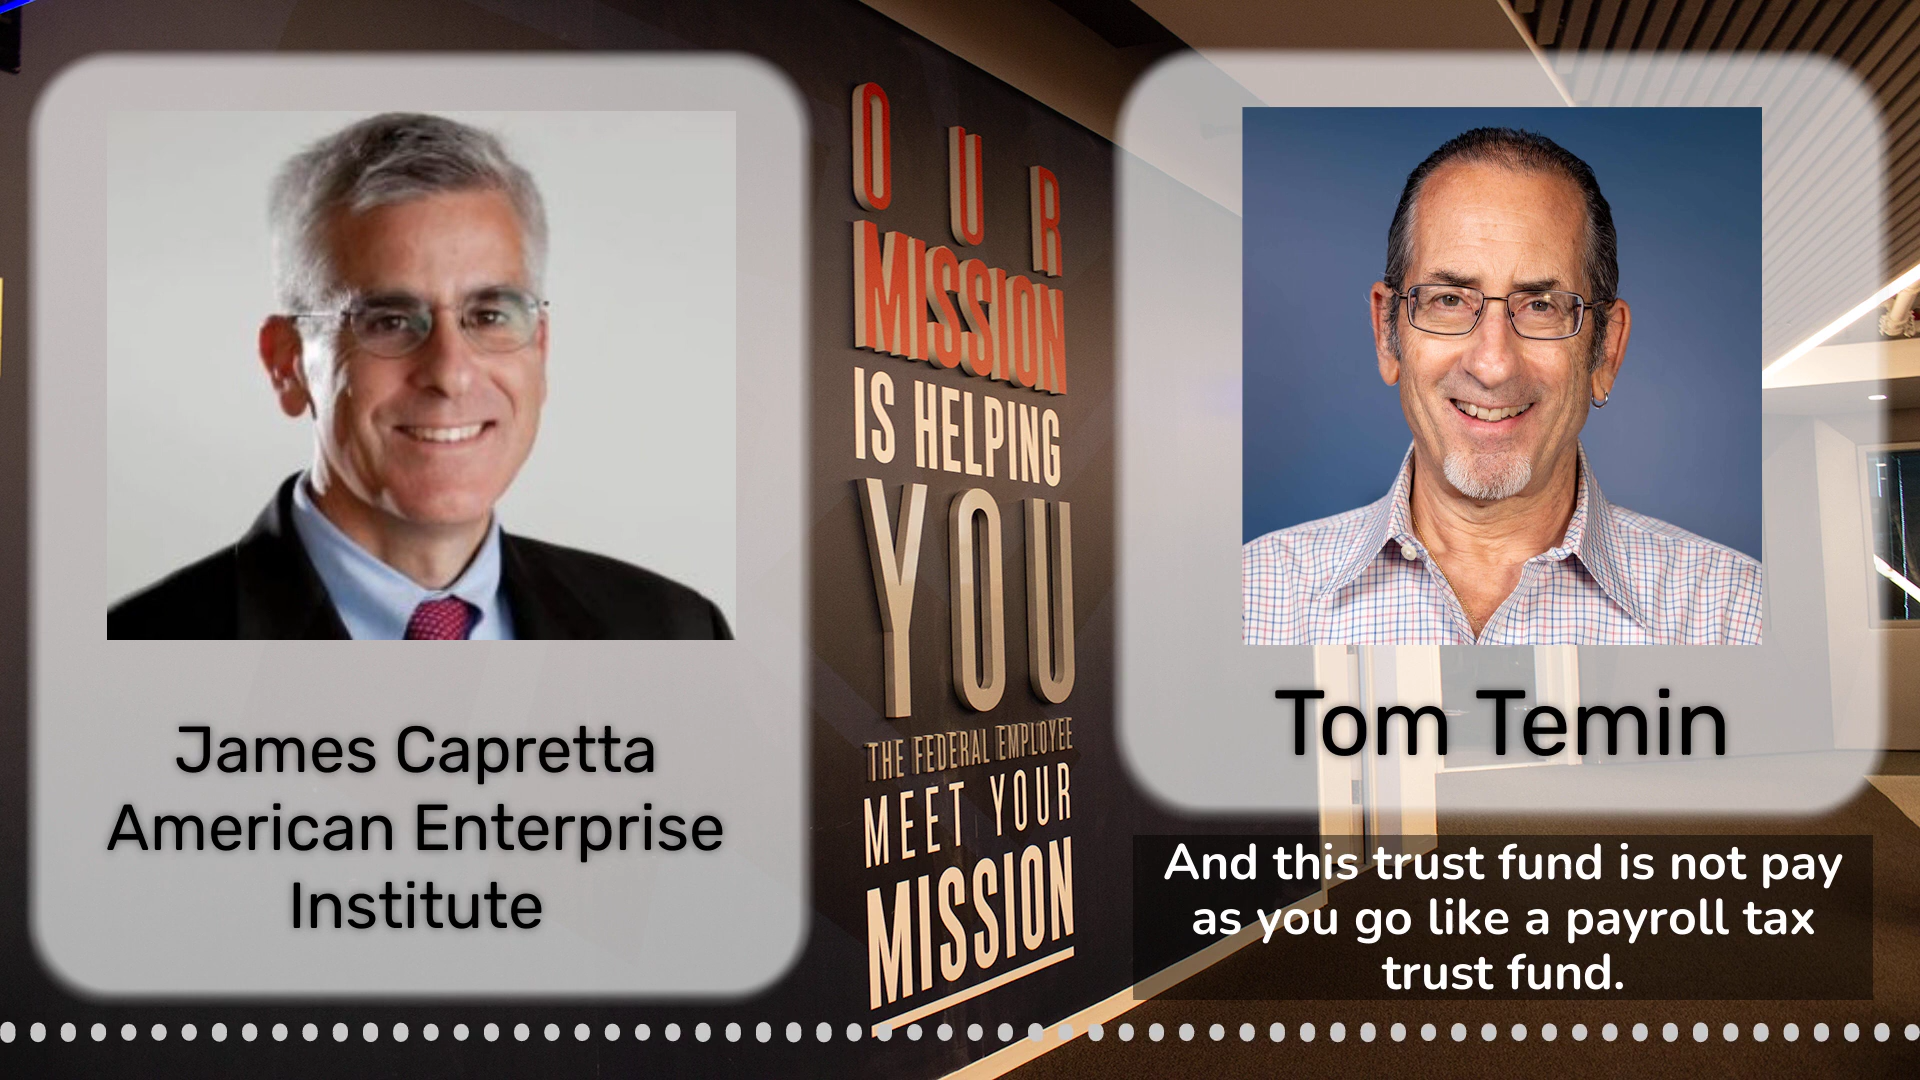 James Capretta
American Enterprise
Institute
OUR
MISSION
IS HELPING
YOU
THE FEDERAL EMPLOYEE
MEET YOUR
MISSION
Tom Temin
And this trust fund is not pay
as you go like a payroll tax
trust fund.